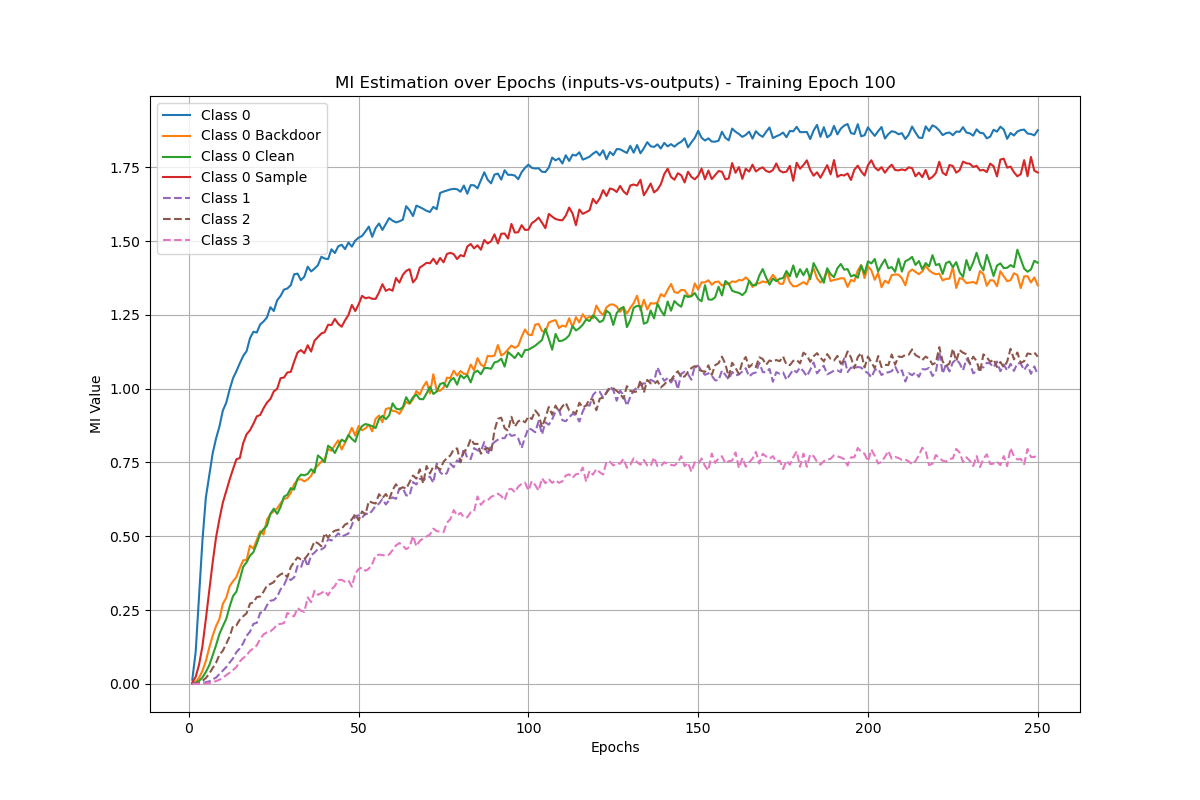 MI Estimation over Epochs (inputs-vs-outputs) - Training Epoch 100
Class 0
Class 0 Backdoor
Class 0 Clean
Class 0 Sample
Class 1
Class 2
Class 3
1.75
1.50
1.25
1.00
0.75
0.50
0.25
0.00
MI Value
0 50 100 150 200 250
Epochs